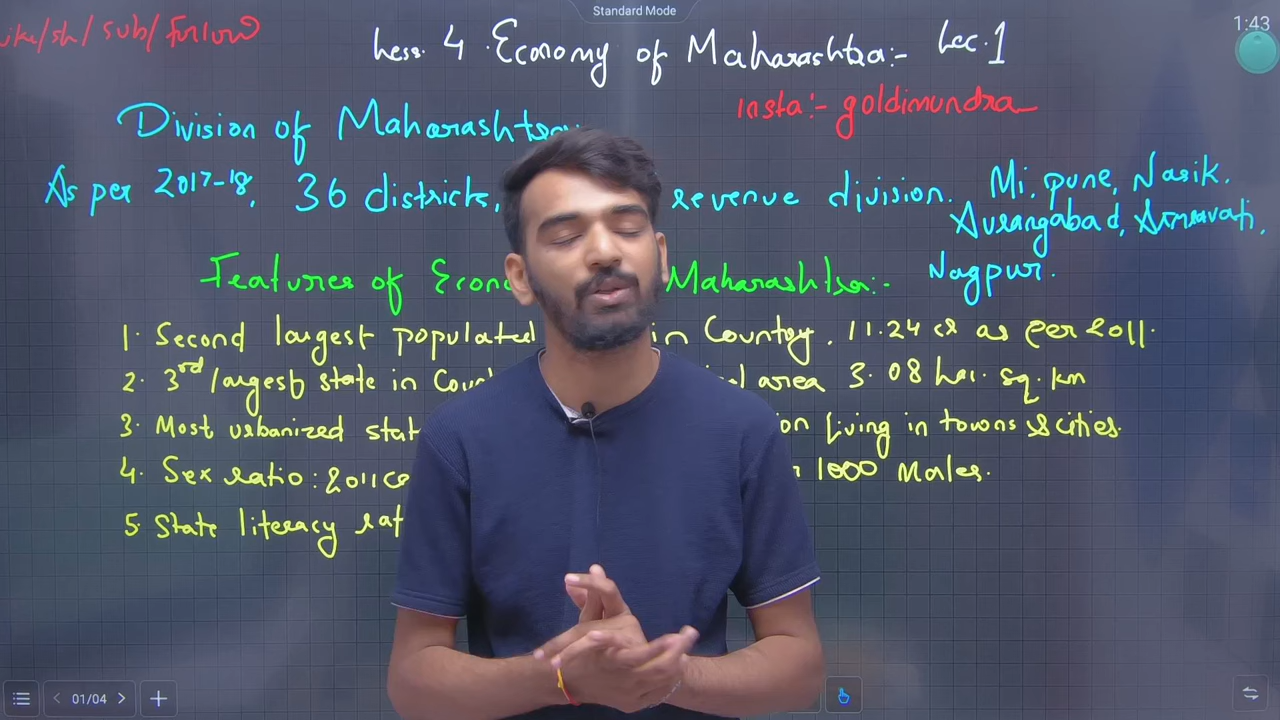 Standard Mode
1:43
like/sh/sub/follow
Less. 4 Economy of Maharashtra:- Lec. 1
Insta:- goldimundra
Division of Maharashtra:
As per 2017-18, 36 districts, revenue division. Mi, pune, Nasik.
Aurangabad, Amravati,
Nagpur.
Features of Econo Maharashtra:-
1. Second largest populated in Country. 11.24 cr as per 2011.
2. 3rd largest state in Coun area 3.08 hai. sq. km
3. Most urbanized stat on living in towns & cities.
4. Sex ratio: 2011 ce 1000 Males.
5 State literacy rat
01/04